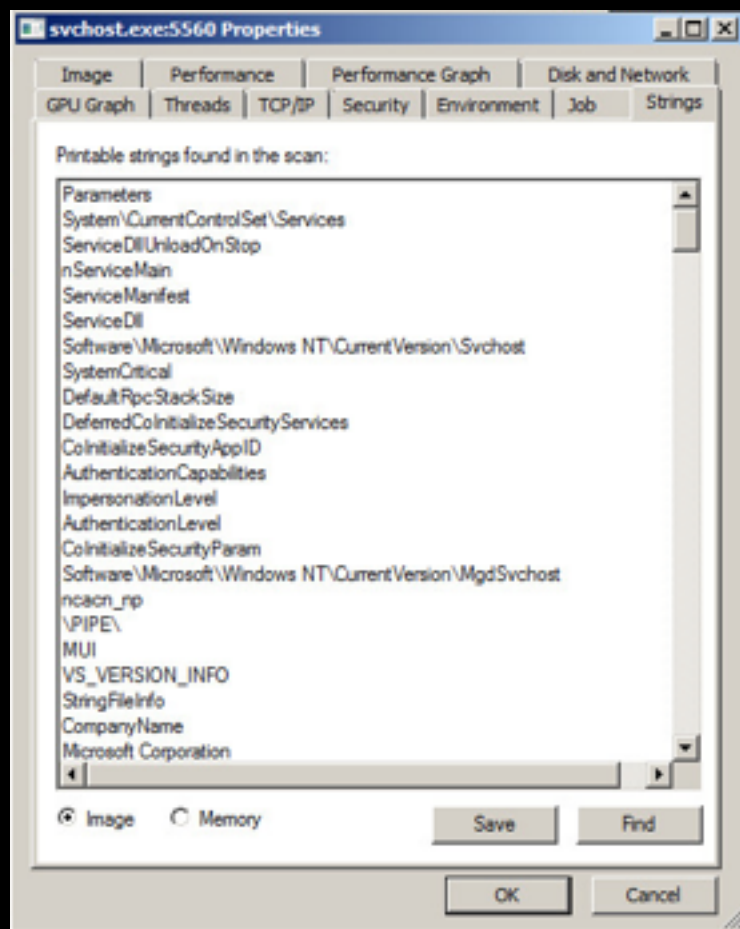 svchost.exe:5560 Properties
Image Performance Performance Graph Disk and Network
GPU Graph Threads TCP/IP Security Environment Job Strings
Printable strings found in the scan:
Parameters
System\CurrentControlSet\Services
ServiceDllUnloadOnStop
nServiceMain
ServiceManifest
ServiceDll
Software\Microsoft\Windows NT\CurrentVersion\Svchost
SystemCritical
DefaultRpcStackSize
DeferredCoInitializeSecurityServices
CoInitializeSecurityAppID
AuthenticationCapabilities
ImpersonationLevel
AuthenticationLevel
CoInitializeSecurityParam
Software\Microsoft\Windows NT\CurrentVersion\MgdSvchost
ncacn_np
\PIPE\
MUI
VS_VERSION_INFO
StringFileInfo
CompanyName
Microsoft Corporation
Image Memory Save Find
OK Cancel